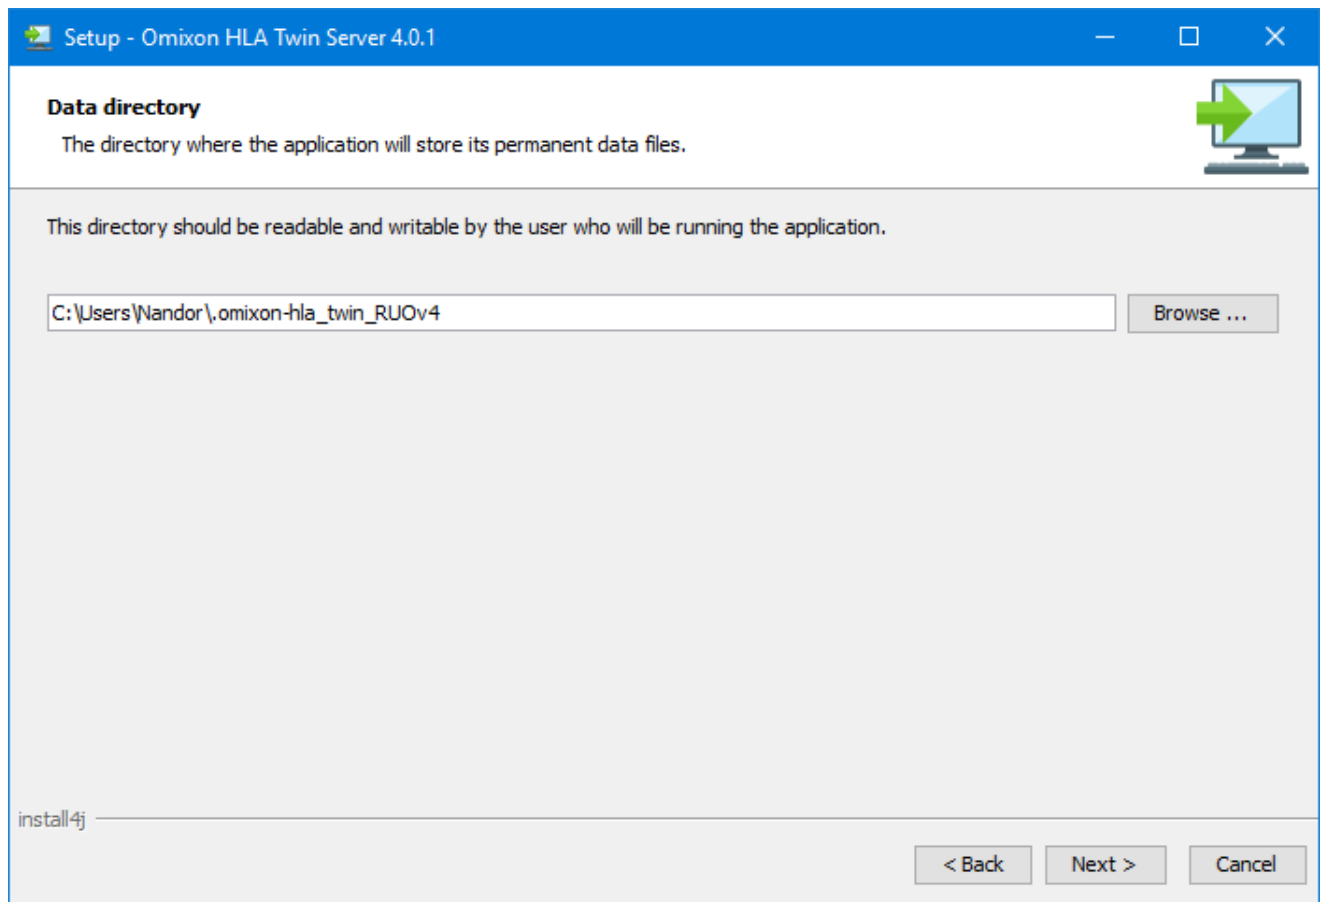 Setup - Omixon HLA Twin Server 4.0.1
Data directory
The directory where the application will store its permanent data files.
This directory should be readable and writable by the user who will be running the application.
C:\Users\Nandor\.omixon-hla_twin_RUOv4
Browse ...
install4j
< Back
Next >
Cancel